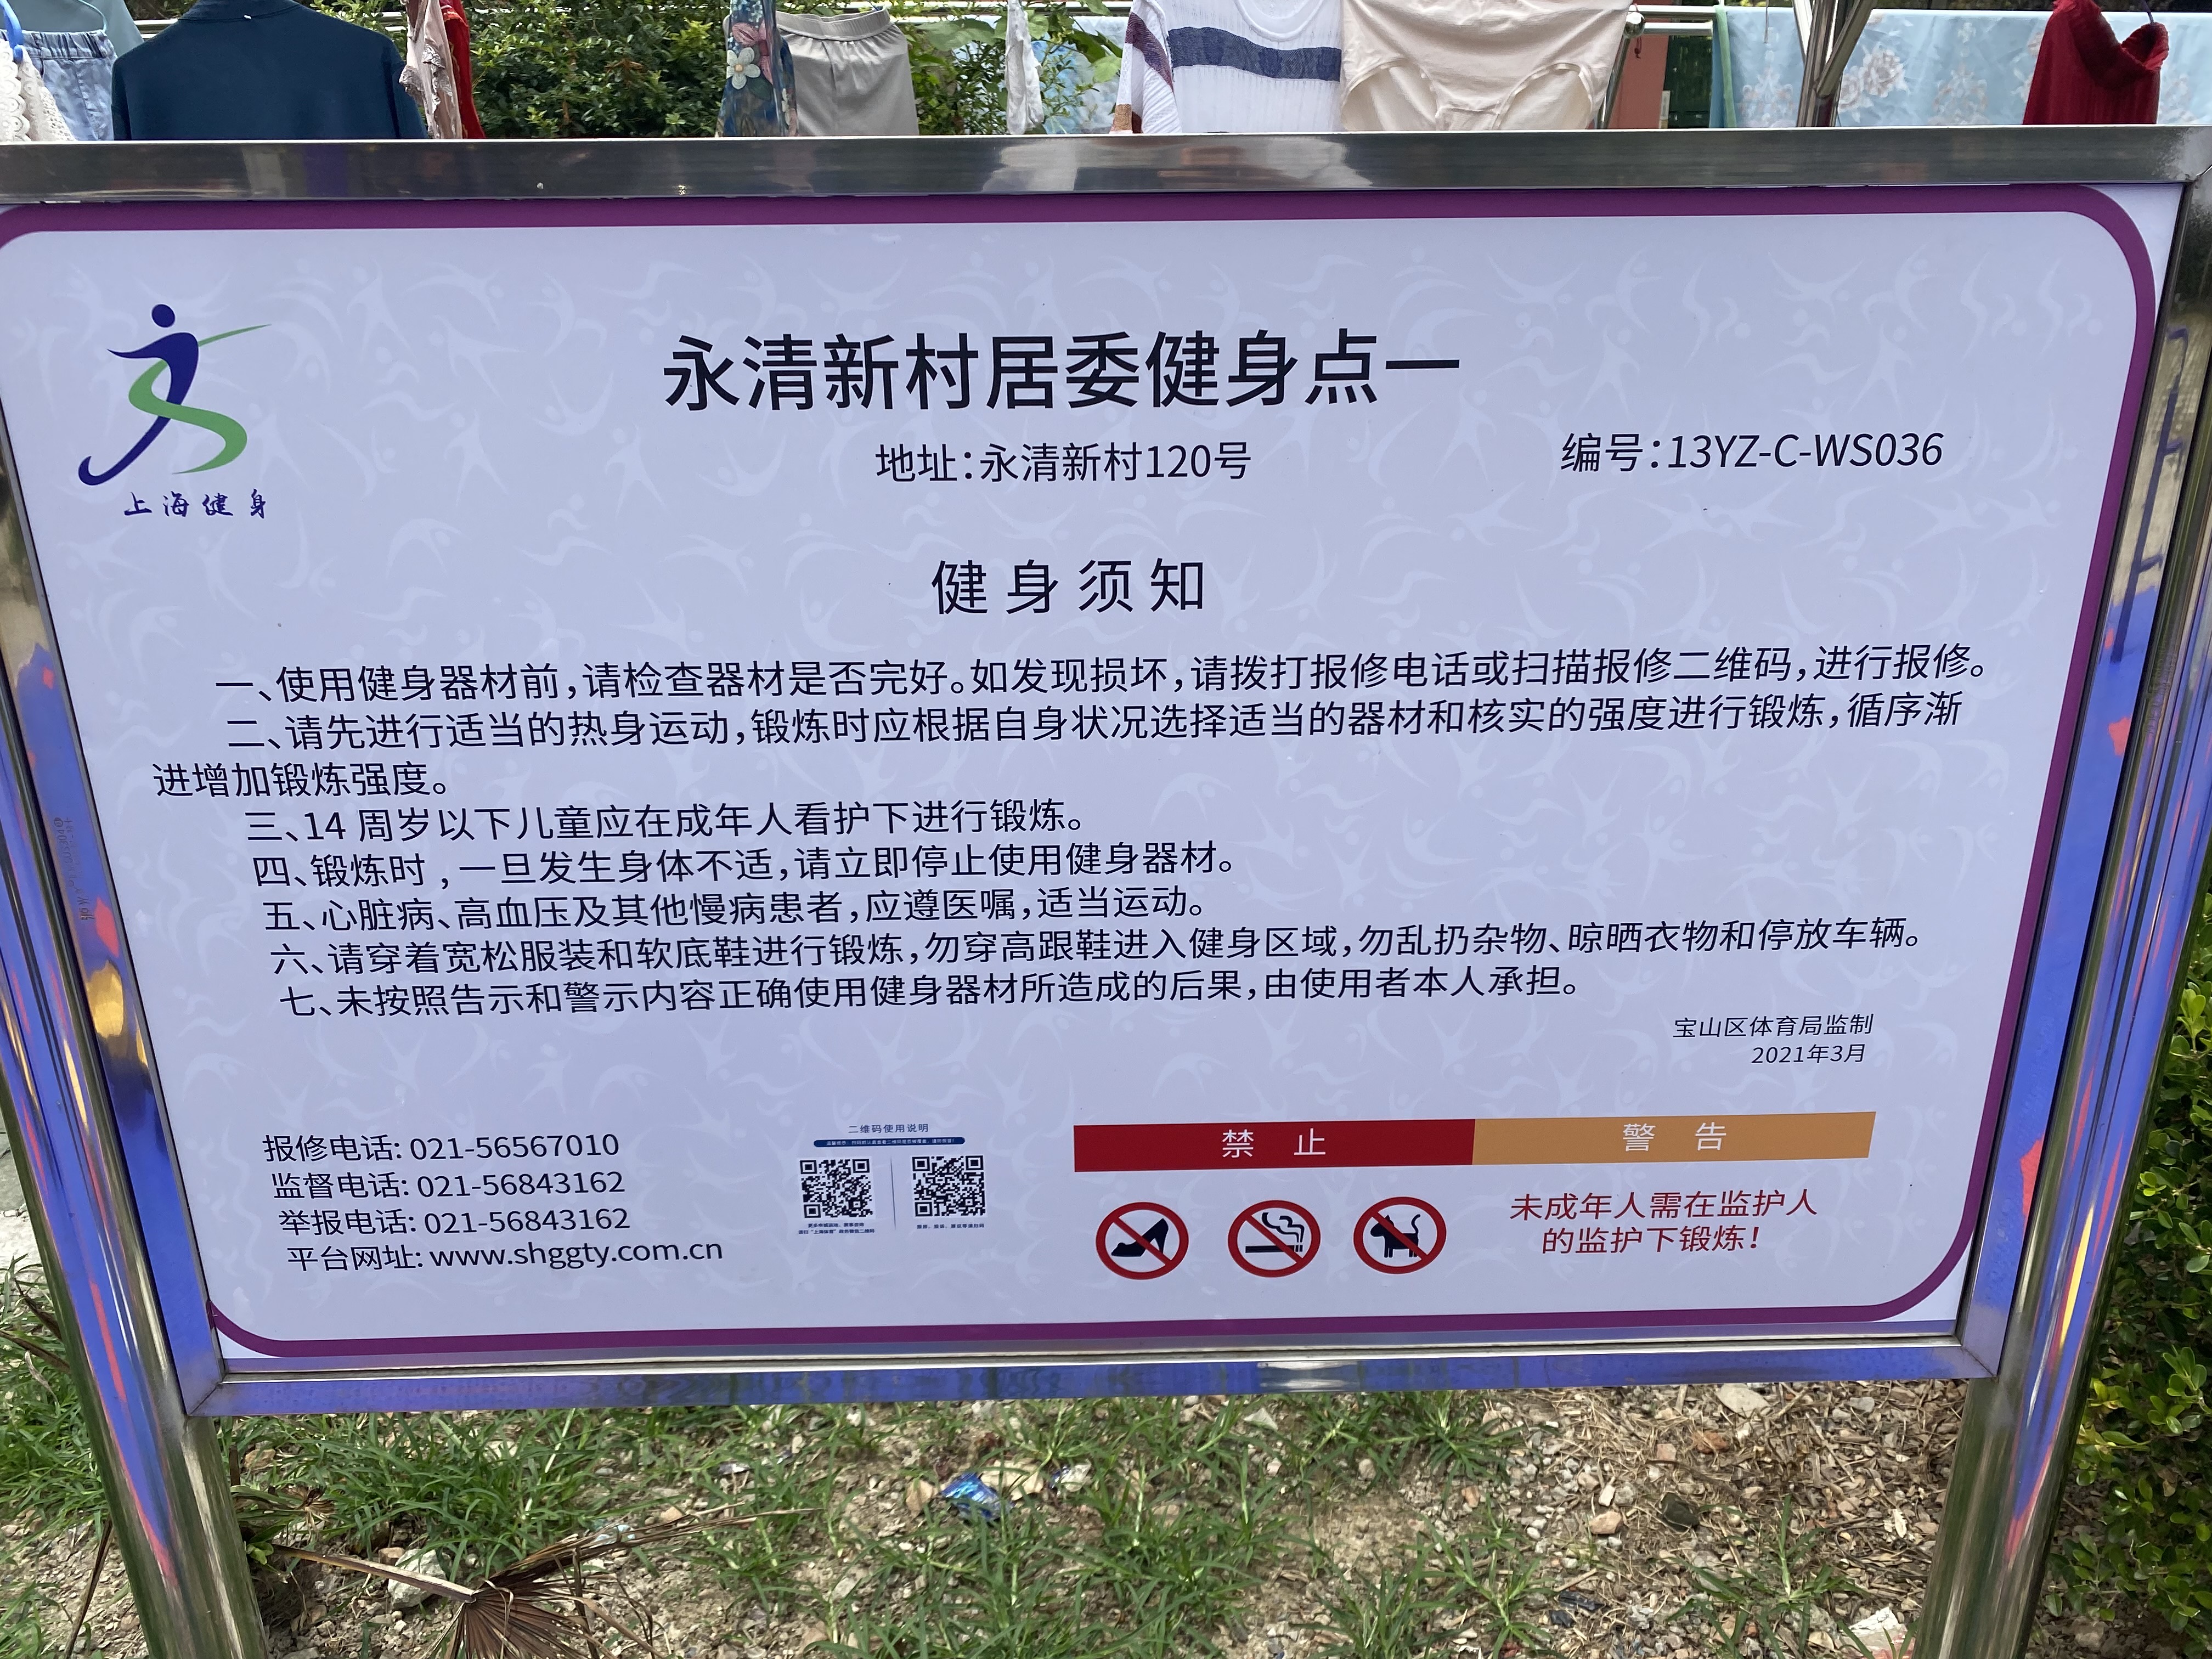 上海健身
永清新村居委健身点一
地址：永清新村120号
编号：13YZ-C-WS036
健身须知
一、使用健身器材前，请检查器材是否完好。如发现损坏，请拨打报修电话或扫描报修二维码，进行报修。
二、请先进行适当的热身运动，锻炼时应根据自身状况选择适当的器材和核实的强度进行锻炼，循序渐
进增加锻炼强度。
三、14 周岁以下儿童应在成年人看护下进行锻炼。
四、锻炼时 , 一旦发生身体不适，请立即停止使用健身器材。
五、心脏病、高血压及其他慢病患者，应遵医嘱，适当运动。
六、请穿着宽松服装和软底鞋进行锻炼，勿穿高跟鞋进入健身区域，勿乱扔杂物、晾晒衣物和停放车辆。
七、未按照告示和警示内容正确使用健身器材所造成的后果，由使用者本人承担。
宝山区体育局监制
2021年3月
报修电话: 021-56567010
监督电话: 021-56843162
举报电话: 021-56843162
平台网址: www.shggty.com.cn
二维码使用说明
禁 止
警 告
未成年人需在监护人
的监护下锻炼！